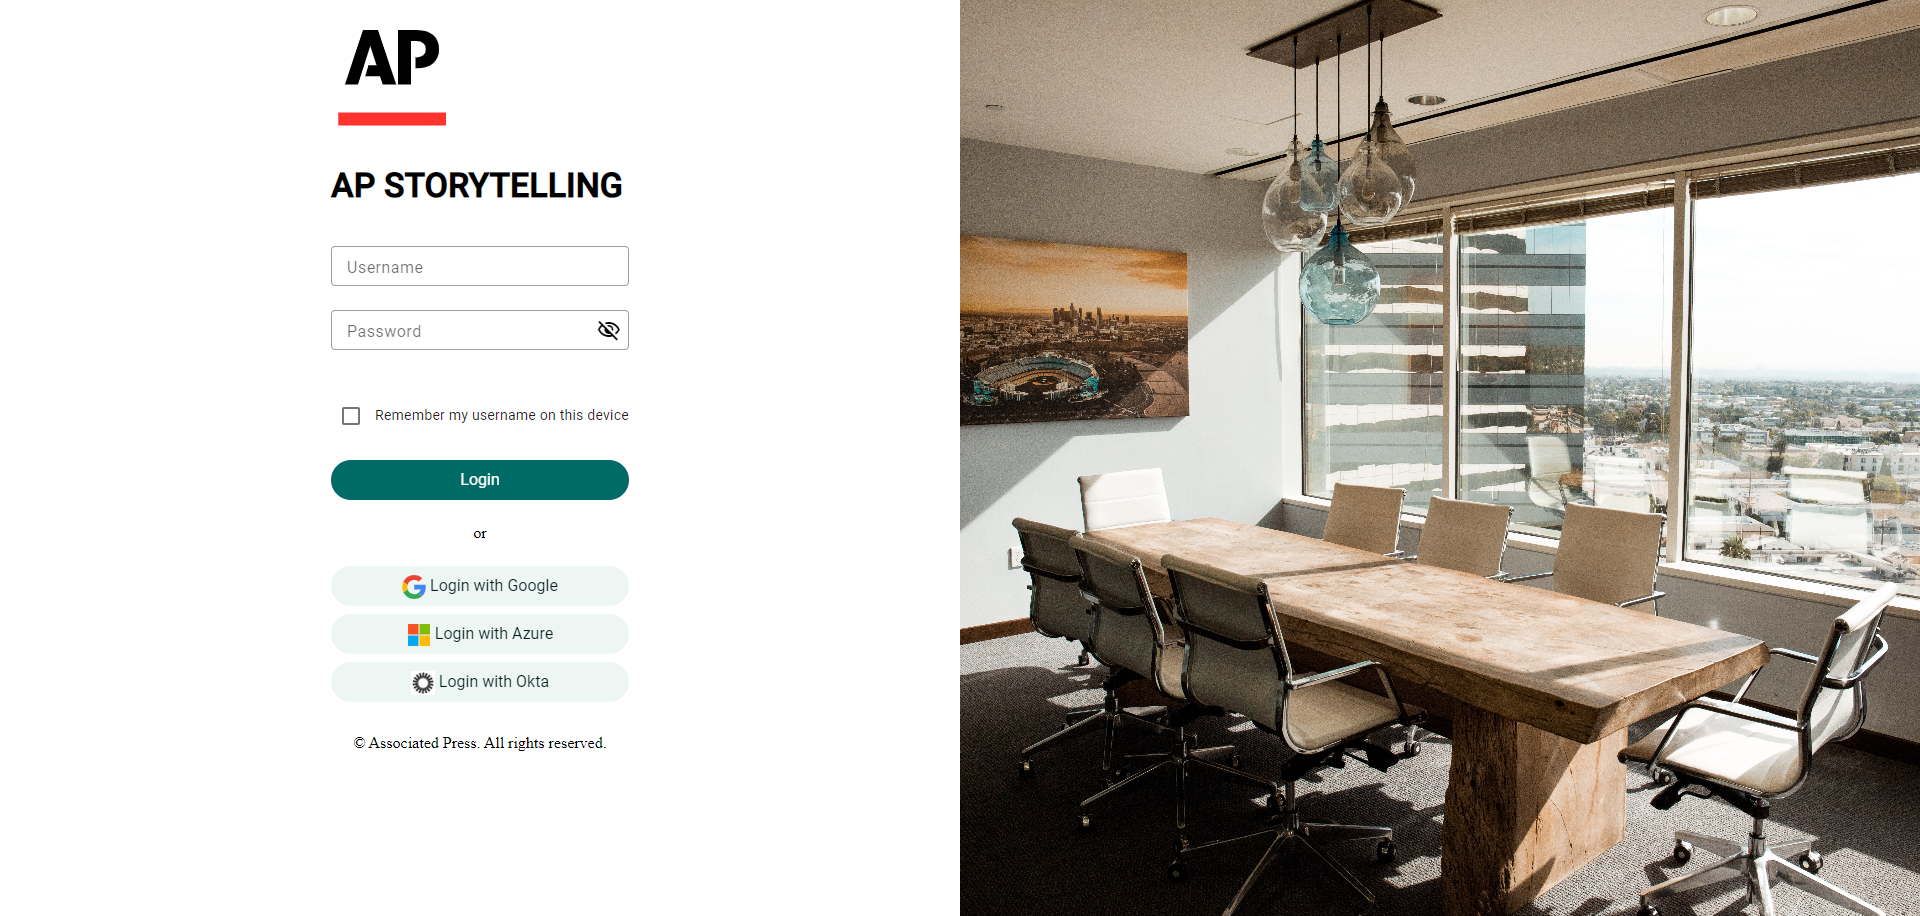 AP
AP STORYTELLING
Username
Password
Remember my username on this device
Login
or
Login with Google
Login with Azure
Login with Okta
© Associated Press. All rights reserved.